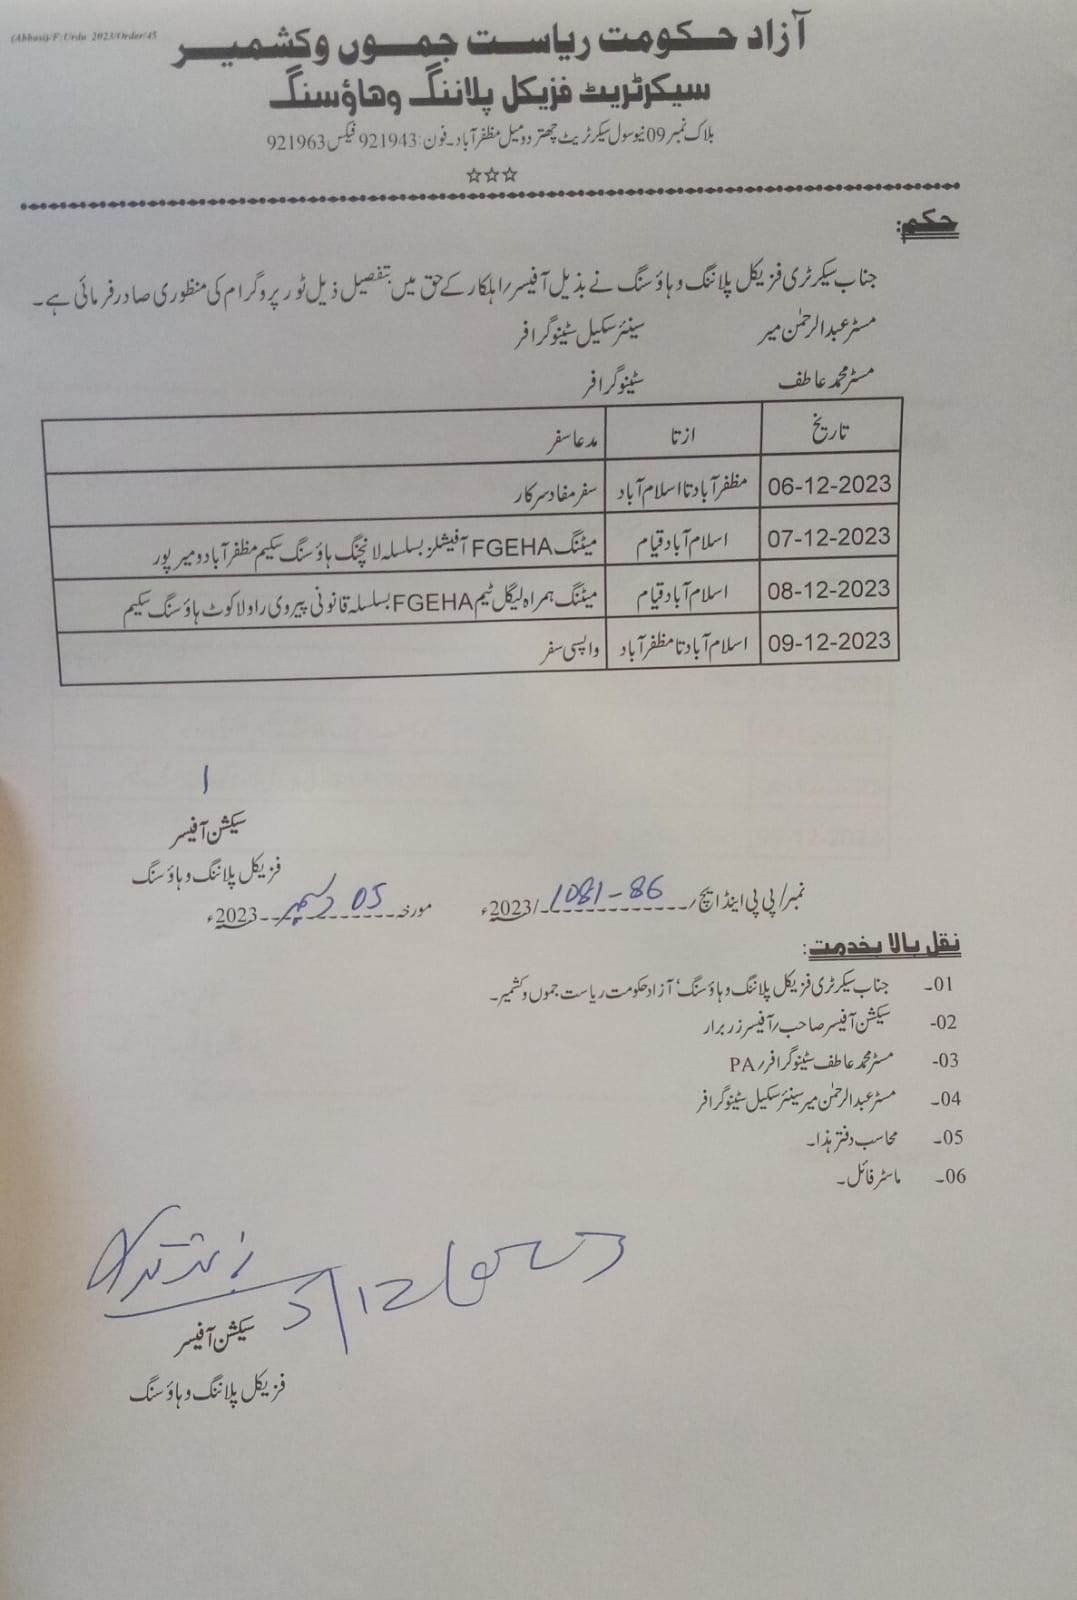 (Abbasi)/F:Urdu 2023/Order/45
آزاد حکومت ریاست جموں وکشمیر
سیکرٹریٹ فزیکل پلاننگ وھاؤسنگ
بلاک نمبر 09 نیو سول سیکرٹریٹ چھتر دومیل مظفرآباد۔ فون: 921943 فیکس 921963
☆☆☆
حکم:
جناب سیکرٹری فزیکل پلاننگ وہاؤسنگ نے بذیل آفیسر/اہلکار کے حق میں بتفصیل ذیل ٹور پروگرام کی منظوری صادر فرمائی ہے۔
مسٹر عبدالرحمٰن میر سینئر سکیل سٹینوگرافر
مسٹر محمد عاطف سٹینوگرافر
تاریخ از تا مدعا سفر
06-12-2023 مظفرآباد تا اسلام آباد سفر مفاد سرکار
07-12-2023 اسلام آباد قیام میٹنگ FGEHA آفیشلز بسلسلہ لانچنگ ہاؤسنگ سکیم مظفرآباد و میرپور
08-12-2023 اسلام آباد قیام میٹنگ ہمراہ لیگل ٹیم FGEHA بسلسلہ قانونی پیروی راولاکوٹ ہاؤسنگ سکیم
09-12-2023 اسلام آباد تا مظفرآباد واپسی سفر
سیکشن آفیسر
فزیکل پلاننگ وہاؤسنگ
نمبر/پی پی اینڈ ایچ/ 1081-86 /2023ء مورخہ 05 دسمبر 2023ء
نقل بالا بخدمت:
01۔ جناب سیکرٹری فزیکل پلاننگ وہاؤسنگ، آزاد حکومت ریاست جموں وکشمیر۔
02- سیکشن آفیسر صاحب/آفیسر زر برار
03- مسٹر محمد عاطف سٹینوگرافر/PA
04۔ مسٹر عبدالرحمٰن میر سینئر سکیل سٹینوگرافر
05۔ محاسب دفتر ہذا۔
06۔ ماسٹر فائل۔
5/12
سیکشن آفیسر
فزیکل پلاننگ وہاؤسنگ